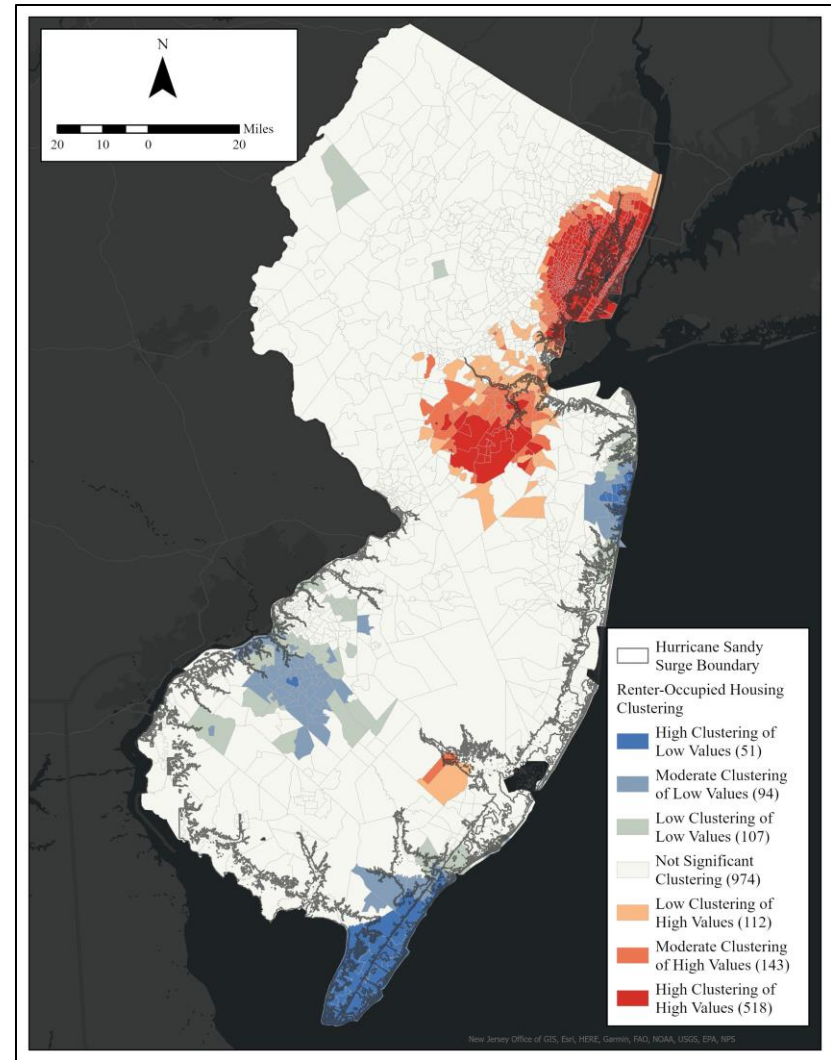 N
Miles
20 10 0 20
Hurricane Sandy
Surge Boundary
Renter-Occupied Housing
Clustering
High Clustering of
Low Values (51)
Moderate Clustering
of Low Values (94)
Low Clustering of
Low Values (107)
Not Significant
Clustering (974)
Low Clustering of
High Values (112)
Moderate Clustering
of High Values (143)
High Clustering of
High Values (518)
New Jersey Office of GIS, Esri, HERE, Garmin, FAO, NOAA, USGS, EPA, NPS